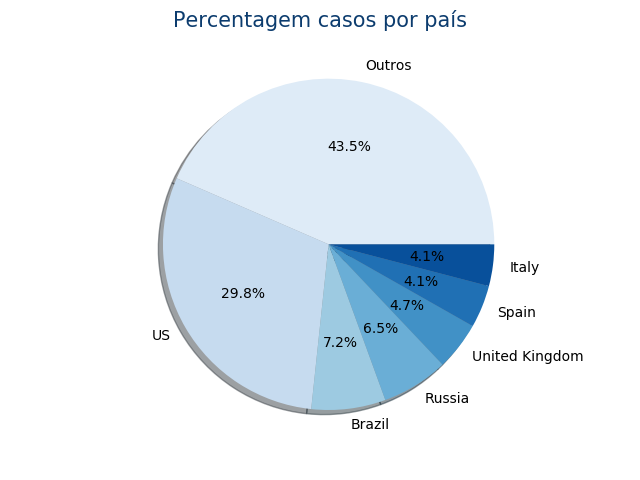 Percentagem casos por país
Outros
43.5%
4.1%
Italy
4.1%
29.8%
4.7%
Spain
6.5%
US
7.2%
United Kingdom
Russia
Brazil